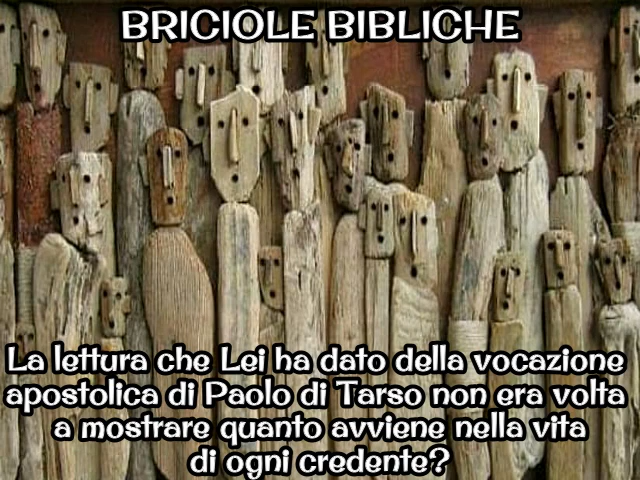 BRICIOLE BIBLICHE
La lettura che Lei ha dato della vocazione
apostolica di Paolo di Tarso non era volta
a mostrare quanto avviene nella vita
di ogni credente?